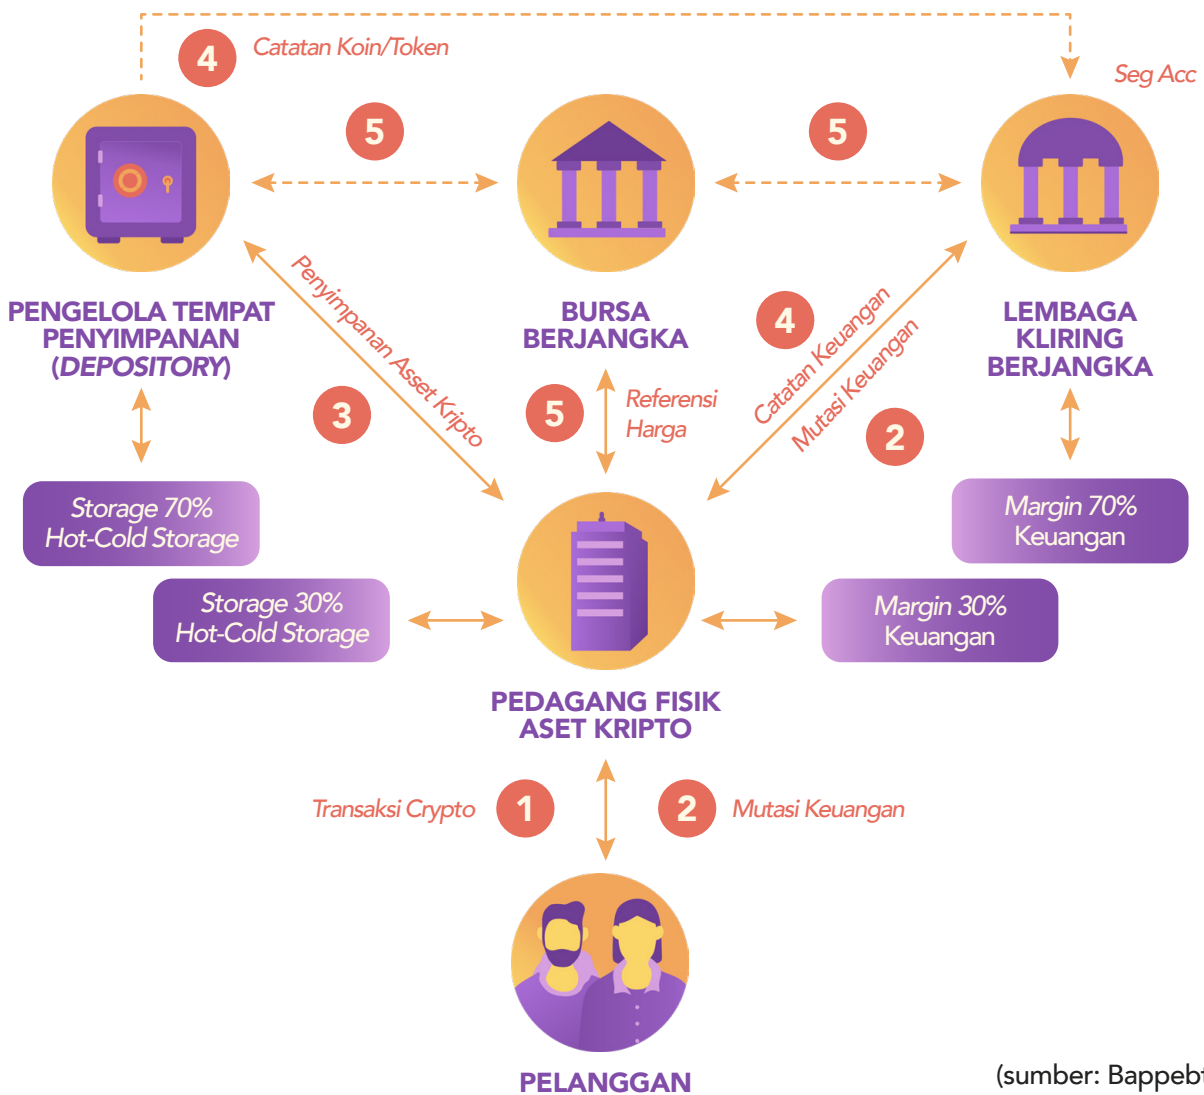 4
Catatan Koin/Token
Seg Acc
5
5
PENGELOLA TEMPAT
PENYIMPANAN
(DEPOSITORY)
BURSA
BERJANGKA
LEMBAGA
KLIRING
BERJANGKA
Penyimpanan Asset Kripto
3
5
Referensi
Harga
4
Catatan Keuangan
Mutasi Keuangan
2
Storage 70%
Hot-Cold Storage
Margin 70%
Keuangan
Storage 30%
Hot-Cold Storage
Margin 30%
Keuangan
PEDAGANG FISIK
ASET KRIPTO
Transaksi Crypto
1
2
Mutasi Keuangan
PELANGGAN
(sumber: